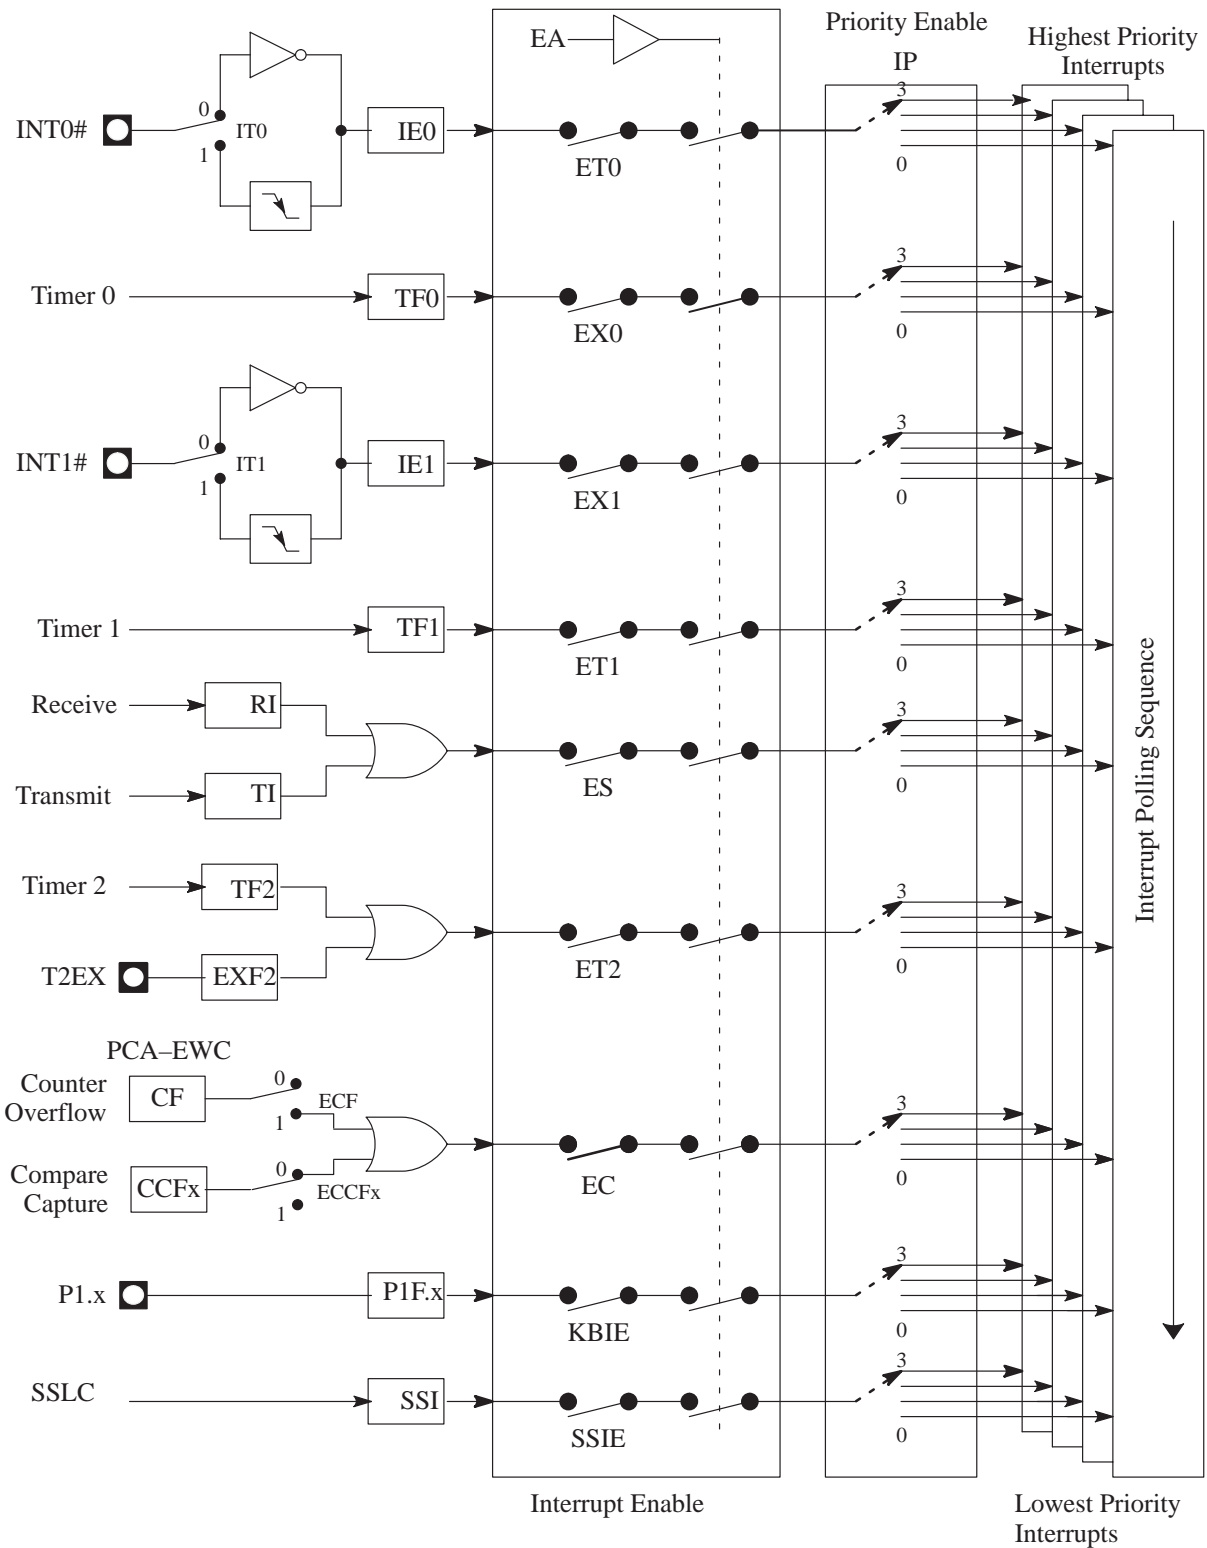 Priority Enable
IP
Highest Priority
Interrupts
EA
INT0#
0
IT0
1
IE0
ET0
3
0
Timer 0
TF0
EX0
3
0
INT1#
0
IT1
1
IE1
EX1
3
0
Timer 1
TF1
ET1
3
0
Receive
RI
Transmit
TI
ES
3
0
Timer 2
TF2
T2EX
EXF2
ET2
3
0
Interrupt Polling Sequence
PCA–EWC
Counter
Overflow
CF
0
ECF
1
Compare
Capture
CCFx
0
ECCFx
1
EC
3
0
P1.x
P1F.x
KBIE
3
0
SSLC
SSI
SSIE
3
0
Interrupt Enable
Lowest Priority
Interrupts